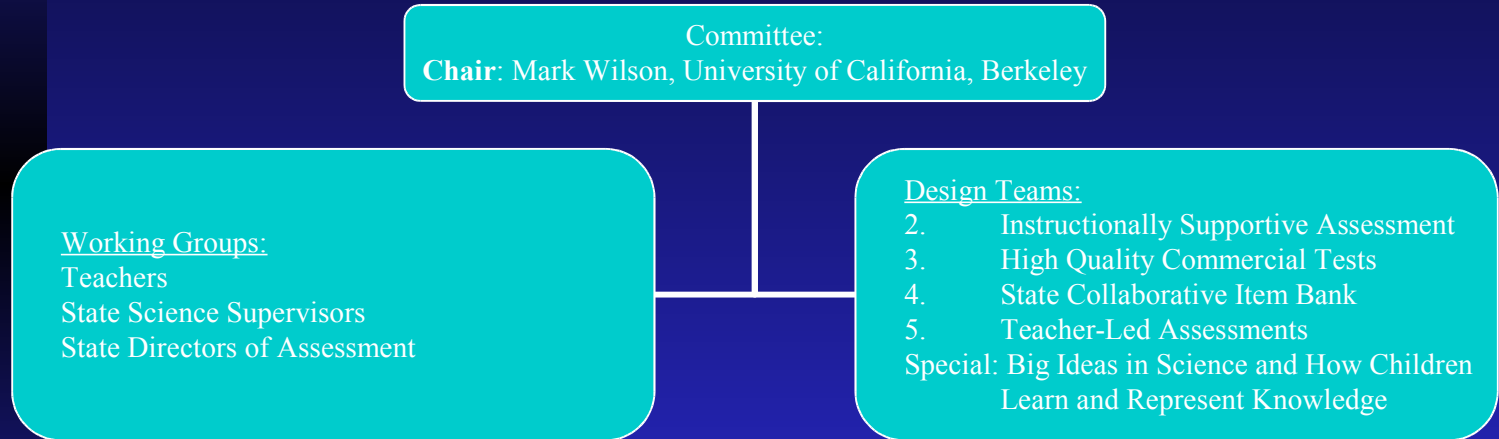 Committee:
Chair: Mark Wilson, University of California, Berkeley
Working Groups:
Teachers
State Science Supervisors
State Directors of Assessment
Design Teams:
2. Instructionally Supportive Assessment
3. High Quality Commercial Tests
4. State Collaborative Item Bank
5. Teacher-Led Assessments
Special: Big Ideas in Science and How Children
Learn and Represent Knowledge